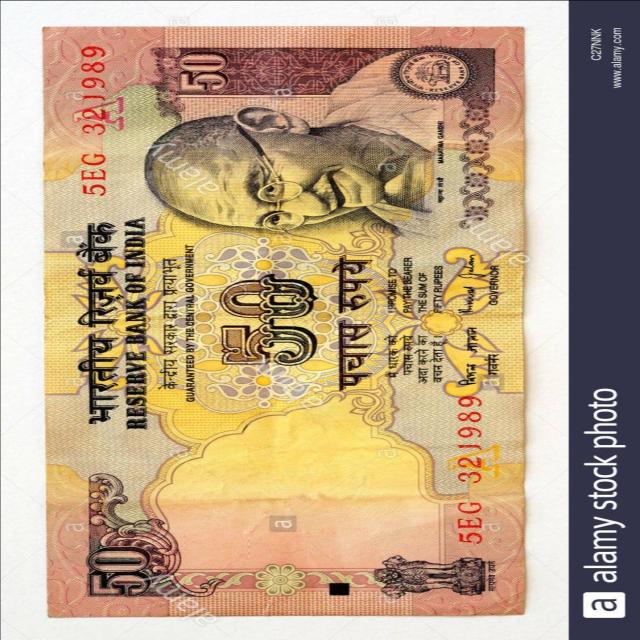 भारतीय रिज़र्व बैंक
RESERVE BANK OF INDIA
केन्द्रीय सरकार द्वारा प्रत्याभूत
GUARANTEED BY THE CENTRAL GOVERNMENT
5EG 321989
50
50
50
पचास रुपये
मैं धारक को
पचास रुपये
अदा करने का
वचन देता हूँ
I PROMISE TO
PAY THE BEARER
THE SUM OF
FIFTY RUPEES
GOVERNOR
गवर्नर
5EG 321989
MAHATMA GANDHI
महात्मा गांधी
सत्यमेव जयते
a alamy stock photo
C27NNK
www.alamy.com
alamy